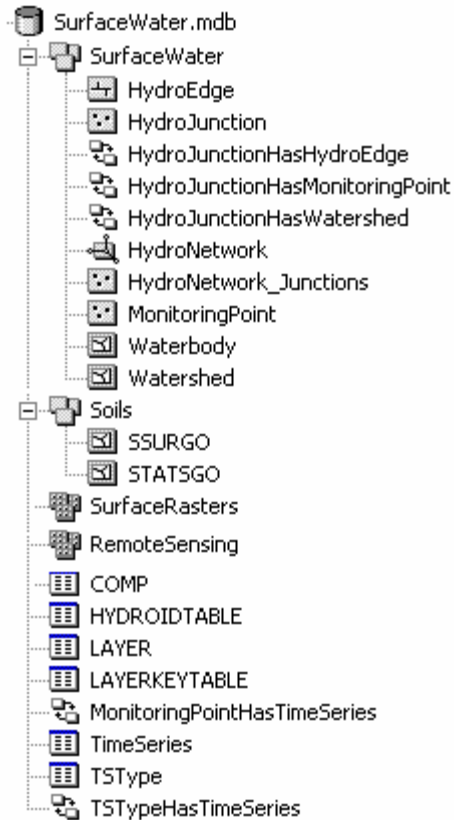 SurfaceWater.mdb
SurfaceWater
HydroEdge
HydroJunction
HydroJunctionHasHydroEdge
HydroJunctionHasMonitoringPoint
HydroJunctionHasWatershed
HydroNetwork
HydroNetwork_Junctions
MonitoringPoint
Waterbody
Watershed
Soils
SSURGO
STATSGO
SurfaceRasters
RemoteSensing
COMP
HYDROIDTABLE
LAYER
LAYERKEYTABLE
MonitoringPointHasTimeSeries
TimeSeries
TSType
TSTypeHasTimeSeries